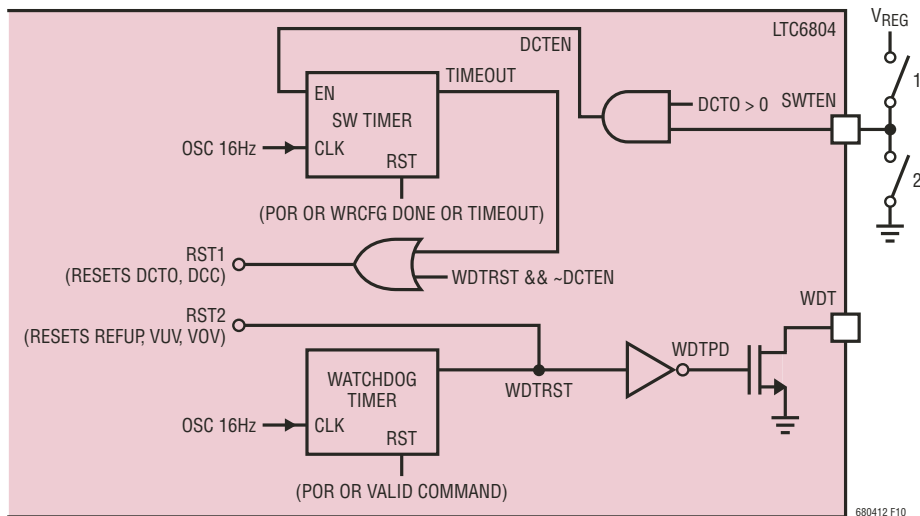 LTC6804
VREG
DCTEN
TIMEOUT
1
EN
DCTO > 0
SWTEN
SW TIMER
OSC 16Hz
CLK
RST
2
(POR OR WRCFG DONE OR TIMEOUT)
RST1
(RESETS DCTO, DCC)
WDTRST && ~DCTEN
RST2
(RESETS REFUP, VUV, VOV)
WDT
WDTPD
WATCHDOG
TIMER
WDTRST
OSC 16Hz
CLK
RST
(POR OR VALID COMMAND)
680412 F10